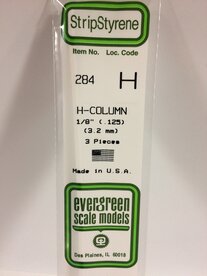 StripStyrene
Item No. Loc. Code
284 H
H-COLUMN
1/8" (.125)
(3.2 mm)
3 Pieces
Made in U.S.A.
evergreen
scale models
Des Plaines, IL 60018